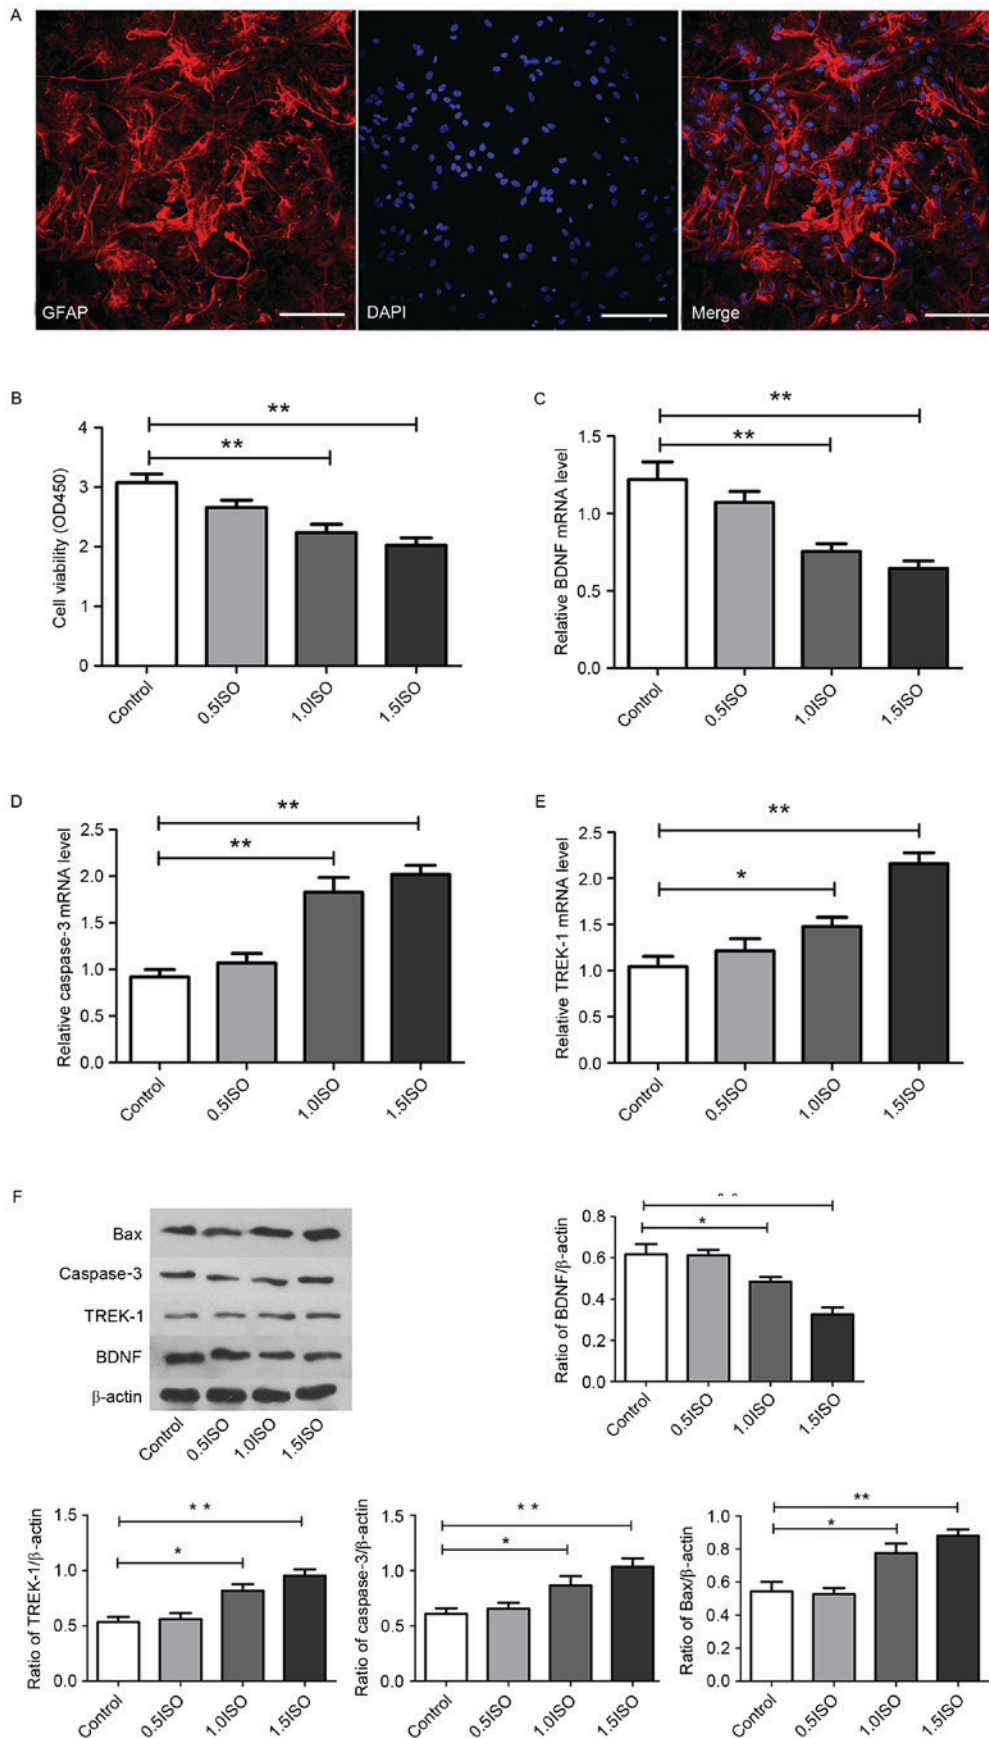 A
GFAP
DAPI
Merge
B
**
**
Cell viability (OD450)
4
3
2
1
0
Control
0.5ISO
1.0ISO
1.5ISO
C
**
**
Relative BDNF mRNA level
1.5
1.0
0.5
0.0
Control
0.5ISO
1.0ISO
1.5ISO
D
**
**
Relative caspase-3 mRNA level
2.5
2.0
1.5
1.0
0.5
0.0
Control
0.5ISO
1.0ISO
1.5ISO
E
**
*
Relative TREK-1 mRNA level
2.5
2.0
1.5
1.0
0.5
0.0
Control
0.5ISO
1.0ISO
1.5ISO
F
Bax
Caspase-3
TREK-1
BDNF
β-actin
Control
0.5ISO
1.0ISO
1.5ISO
**
*
Ratio of BDNF/β-actin
0.8
0.6
0.4
0.2
0.0
Control
0.5ISO
1.0ISO
1.5ISO
**
*
Ratio of TREK-1/β-actin
1.5
1.0
0.5
0.0
Control
0.5ISO
1.0ISO
1.5ISO
**
*
Ratio of caspase-3/β-actin
1.5
1.0
0.5
0.0
Control
0.5ISO
1.0ISO
1.5ISO
**
*
Ratio of Bax/β-actin
1.0
0.8
0.6
0.4
0.2
0.0
Control
0.5ISO
1.0ISO
1.5ISO